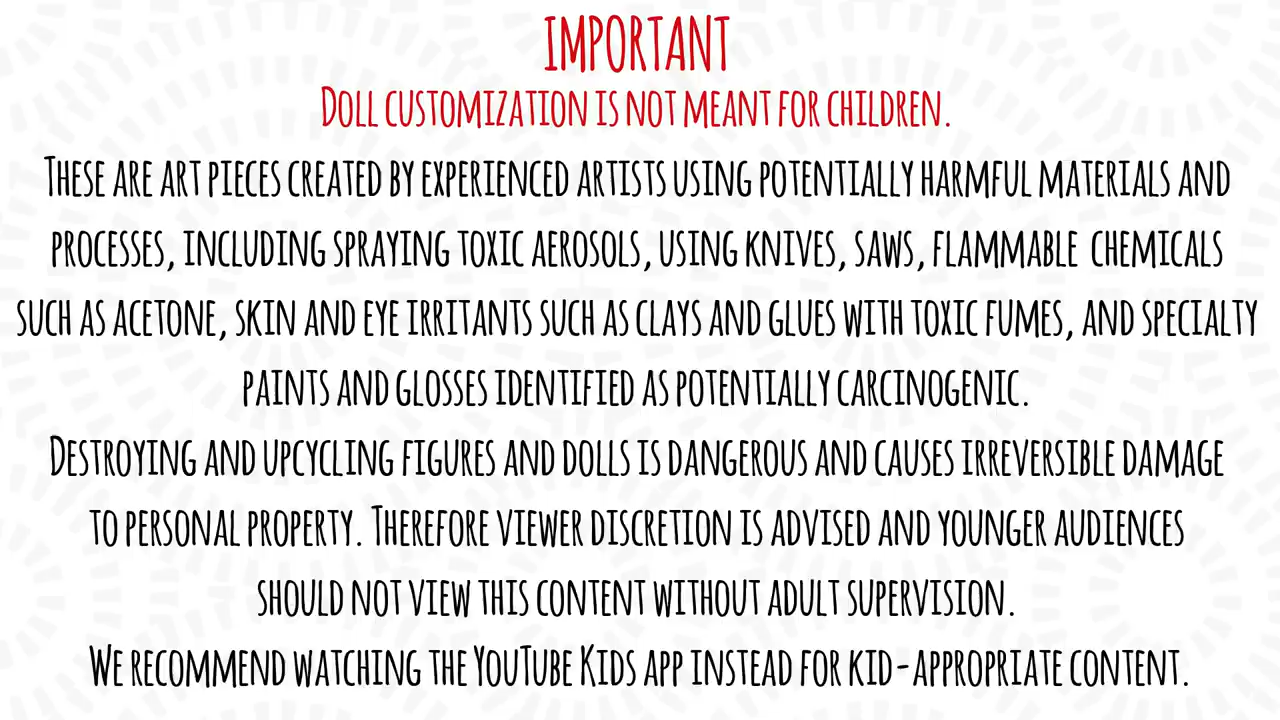 IMPORTANT
DOLL CUSTOMIZATION IS NOT MEANT FOR CHILDREN.
THESE ARE ART PIECES CREATED BY EXPERIENCED ARTISTS USING POTENTIALLY HARMFUL MATERIALS AND
PROCESSES, INCLUDING SPRAYING TOXIC AEROSOLS, USING KNIVES, SAWS, FLAMMABLE CHEMICALS
SUCH AS ACETONE, SKIN AND EYE IRRITANTS SUCH AS CLAYS AND GLUES WITH TOXIC FUMES, AND SPECIALTY
PAINTS AND GLOSSES IDENTIFIED AS POTENTIALLY CARCINOGENIC.
DESTROYING AND UPCYCLING FIGURES AND DOLLS IS DANGEROUS AND CAUSES IRREVERSIBLE DAMAGE
TO PERSONAL PROPERTY. THEREFORE VIEWER DISCRETION IS ADVISED AND YOUNGER AUDIENCES
SHOULD NOT VIEW THIS CONTENT WITHOUT ADULT SUPERVISION.
WE RECOMMEND WATCHING THE YOUTUBE KIDS APP INSTEAD FOR KID-APPROPRIATE CONTENT.